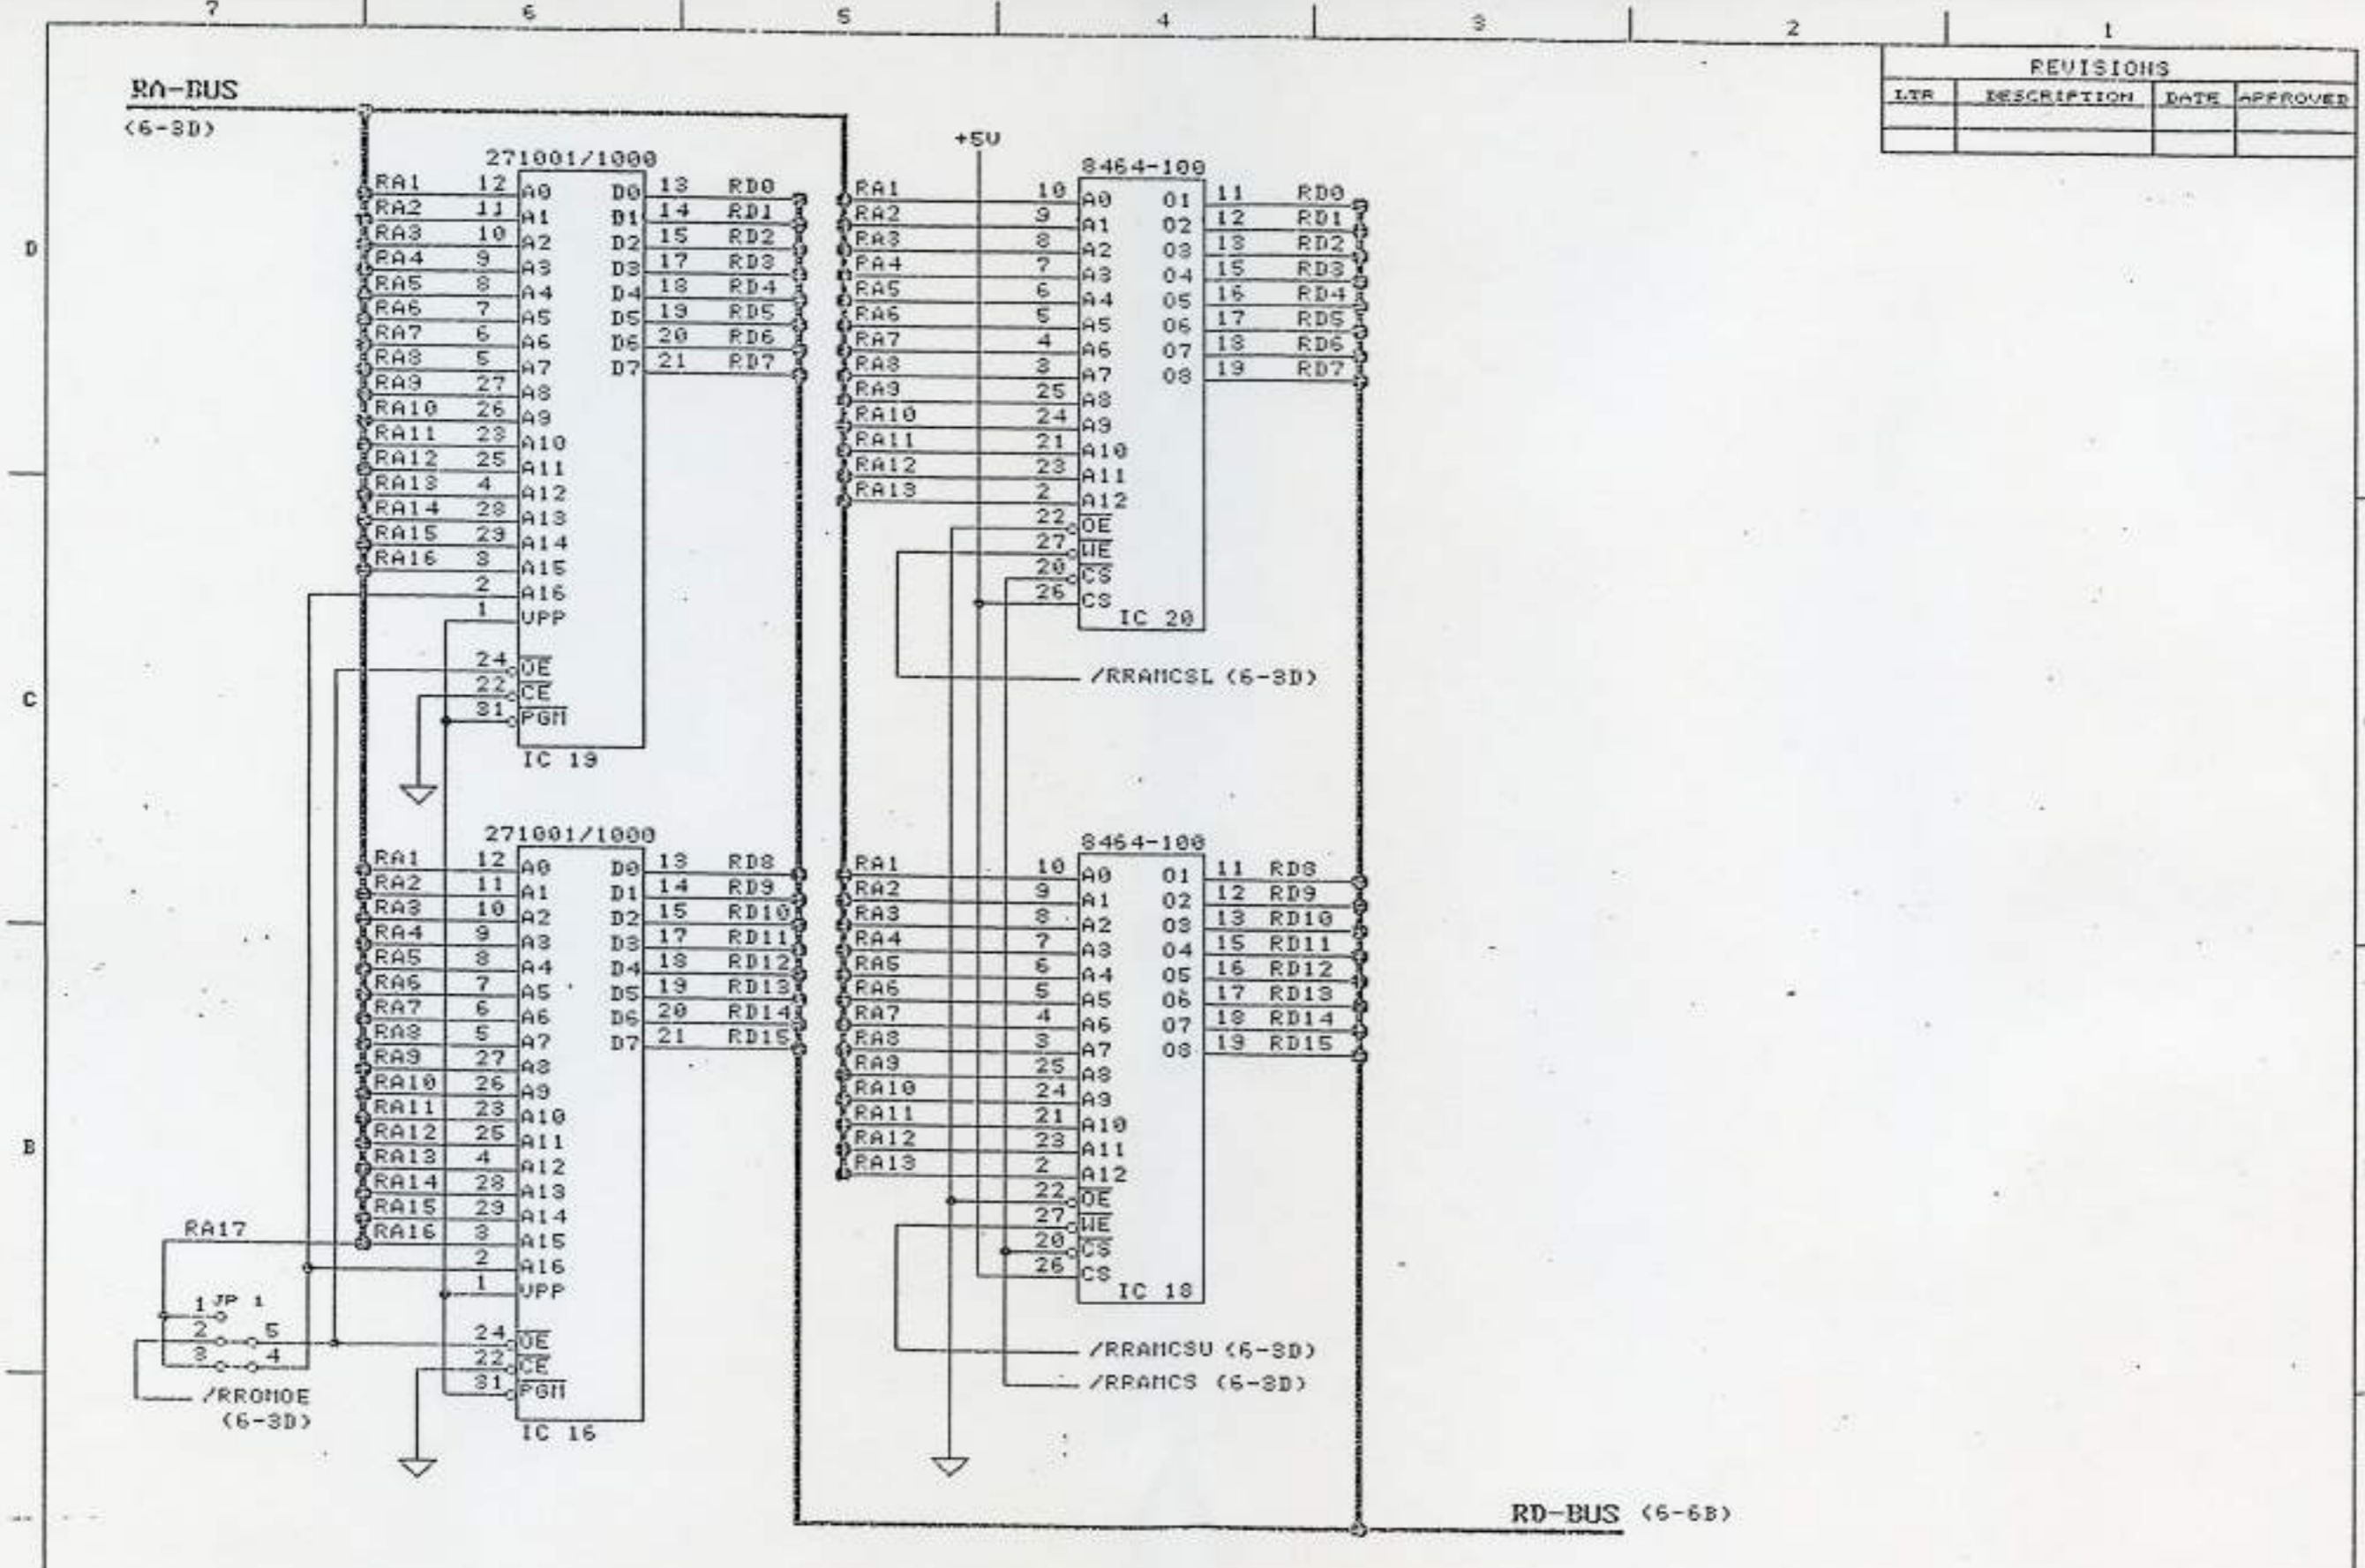 7 6 5 4 3 2 1
REVISIONS
LTR DESCRIPTION DATE APPROVED
RA-BUS
(6-3D)
D
C
B
271001/1000
RA1 12 A0 D0 13 RD0
RA2 11 A1 D1 14 RD1
RA3 10 A2 D2 15 RD2
RA4 9 A3 D3 17 RD3
RA5 8 A4 D4 18 RD4
RA6 7 A5 D5 19 RD5
RA7 6 A6 D6 20 RD6
RA8 5 A7 D7 21 RD7
RA9 27 A8
RA10 26 A9
RA11 23 A10
RA12 25 A11
RA13 4 A12
RA14 28 A13
RA15 29 A14
RA16 3 A15
2 A16
1 VPP
24 OE
22 CE
31 PGM
IC 19
+5V
8464-100
RA1 10 A0 O1 11 RD0
RA2 9 A1 O2 12 RD1
RA3 8 A2 O3 13 RD2
RA4 7 A3 O4 15 RD3
RA5 6 A4 O5 16 RD4
RA6 5 A5 O6 17 RD5
RA7 4 A6 O7 18 RD6
RA8 3 A7 O8 19 RD7
RA9 25 A8
RA10 24 A9
RA11 21 A10
RA12 23 A11
RA13 2 A12
22 OE
27 WE
20 CS
26 CS
IC 20
/RRAMCSL (6-3D)
271001/1000
RA1 12 A0 D0 13 RD8
RA2 11 A1 D1 14 RD9
RA3 10 A2 D2 15 RD10
RA4 9 A3 D3 17 RD11
RA5 8 A4 D4 18 RD12
RA6 7 A5 D5 19 RD13
RA7 6 A6 D6 20 RD14
RA8 5 A7 D7 21 RD15
RA9 27 A8
RA10 26 A9
RA11 23 A10
RA12 25 A11
RA13 4 A12
RA14 28 A13
RA15 29 A14
RA17 RA16 3 A15
2 A16
1 VPP
24 OE
22 CE
31 PGM
IC 16
1 JP 1
2 5
3 4
/RROMOE
(6-3D)
8464-100
RA1 10 A0 O1 11 RD8
RA2 9 A1 O2 12 RD9
RA3 8 A2 O3 13 RD10
RA4 7 A3 O4 15 RD11
RA5 6 A4 O5 16 RD12
RA6 5 A5 O6 17 RD13
RA7 4 A6 O7 18 RD14
RA8 3 A7 O8 19 RD15
RA9 25 A8
RA10 24 A9
RA11 21 A10
RA12 23 A11
RA13 2 A12
22 OE
27 WE
20 CS
26 CS
IC 18
/RRAMCSU (6-3D)
/RRAMCS (6-3D)
RD-BUS (6-6B)